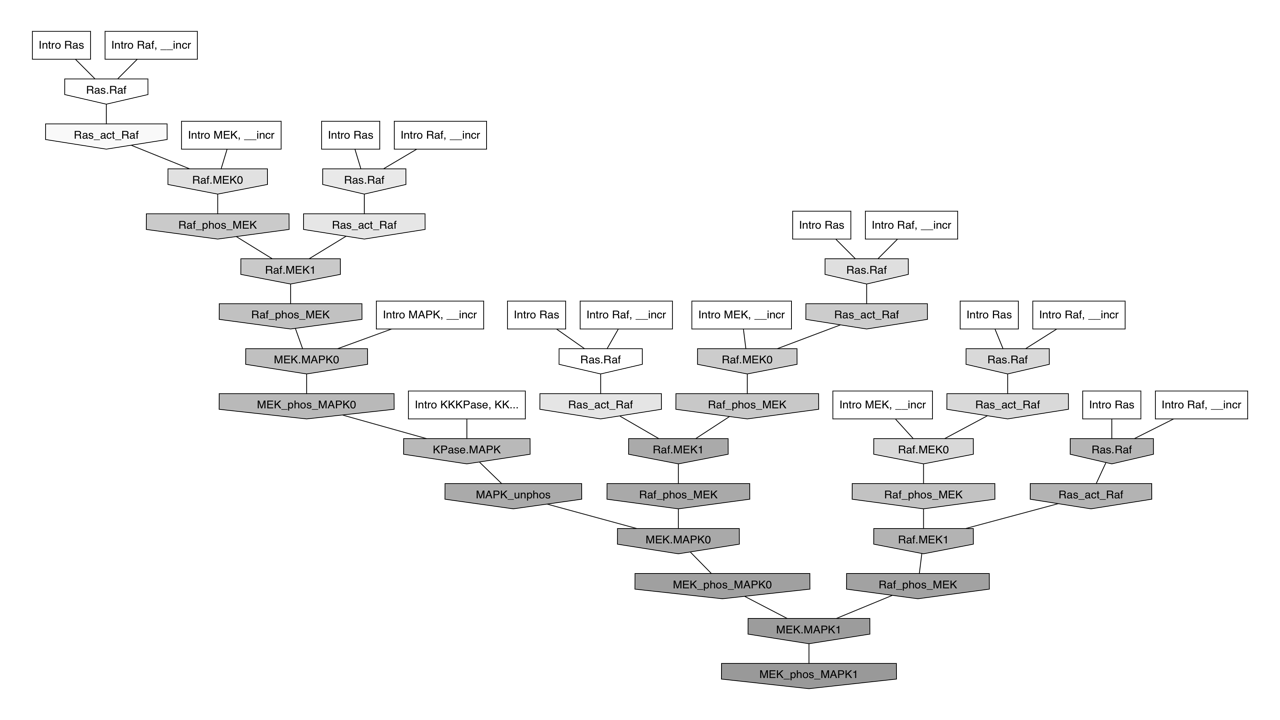 Intro Ras
Intro Raf, __incr
Ras.Raf
Ras_act_Raf
Intro MEK, __incr
Intro Ras
Intro Raf, __incr
Raf.MEK0
Ras.Raf
Raf_phos_MEK
Ras_act_Raf
Intro Ras
Intro Raf, __incr
Raf.MEK1
Ras.Raf
Raf_phos_MEK
Intro MAPK, __incr
Intro Ras
Intro Raf, __incr
Intro MEK, __incr
Ras_act_Raf
Intro Ras
Intro Raf, __incr
MEK.MAPK0
Ras.Raf
Raf.MEK0
Ras.Raf
MEK_phos_MAPK0
Intro KKKPase, KK...
Ras_act_Raf
Raf_phos_MEK
Intro MEK, __incr
Ras_act_Raf
Intro Ras
Intro Raf, __incr
KPase.MAPK
Raf.MEK1
Raf.MEK0
Ras.Raf
MAPK_unphos
Raf_phos_MEK
Raf_phos_MEK
Ras_act_Raf
MEK.MAPK0
Raf.MEK1
MEK_phos_MAPK0
Raf_phos_MEK
MEK.MAPK1
MEK_phos_MAPK1